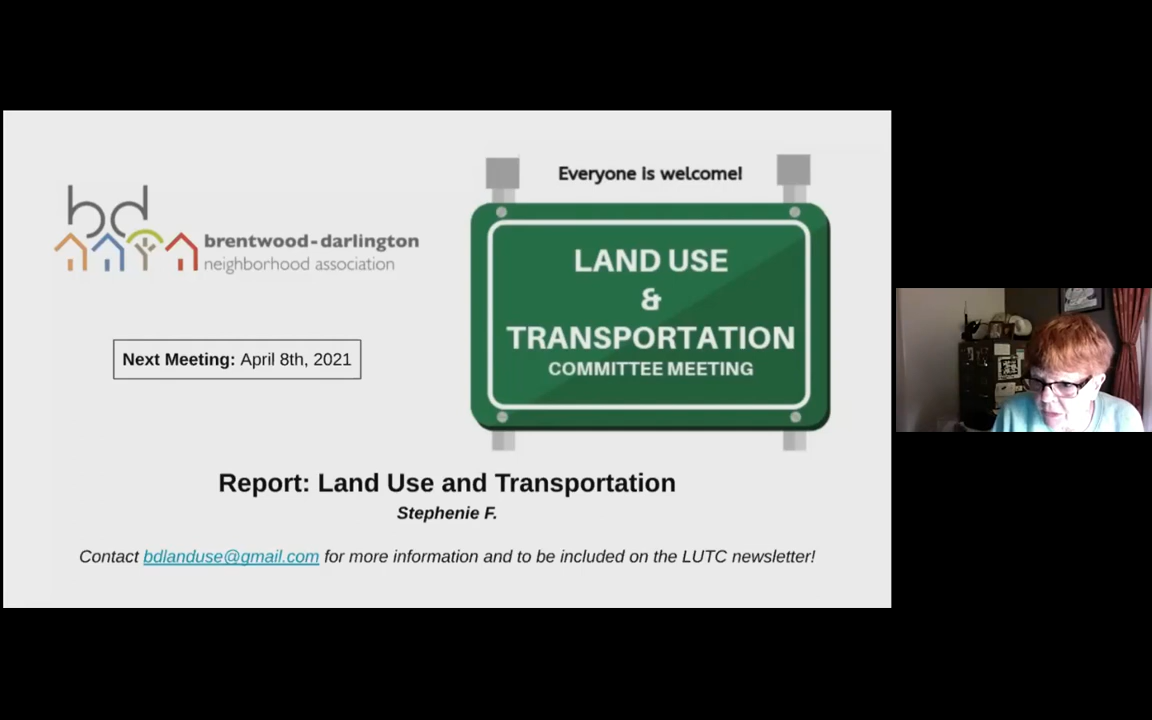 Everyone is welcome!
bd
brentwood-darlington
neighborhood association
LAND USE
&
TRANSPORTATION
COMMITTEE MEETING
Next Meeting: April 8th, 2021
Report: Land Use and Transportation
Stephenie F.
Contact bdlanduse@gmail.com for more information and to be included on the LUTC newsletter!